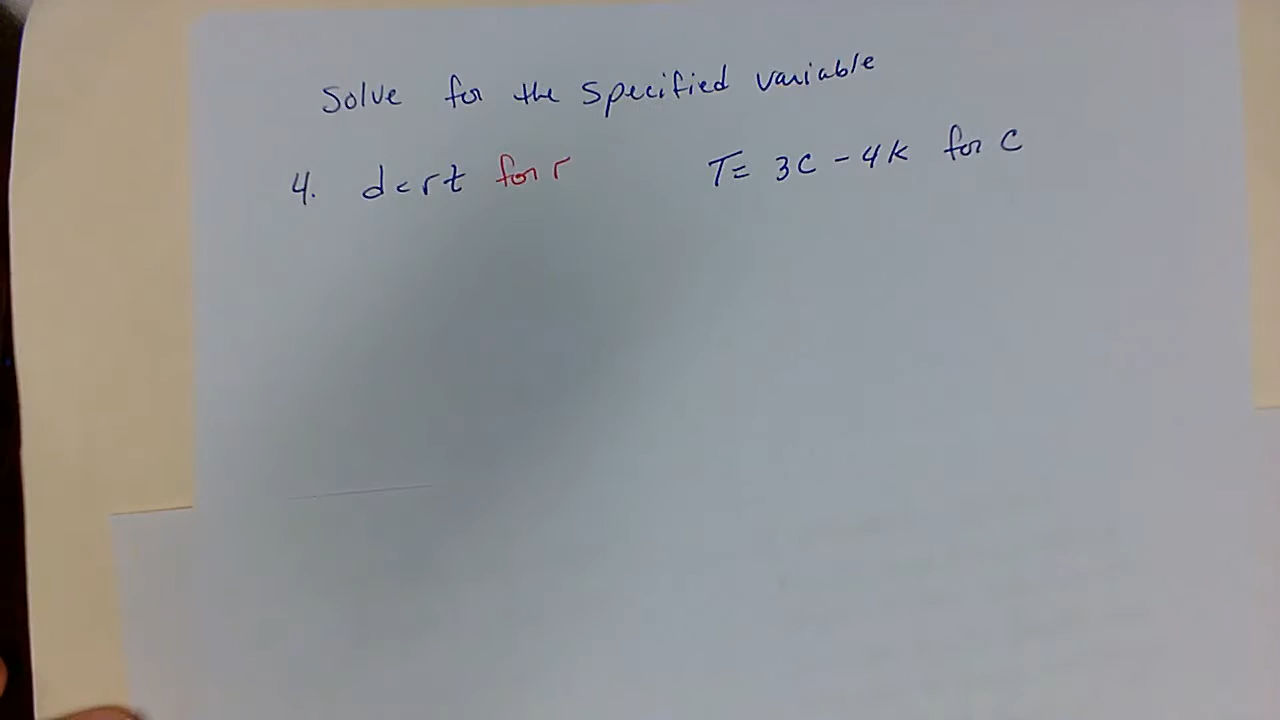 Solve for the specified variable
4. d = rt for r T = 3C - 4K for C